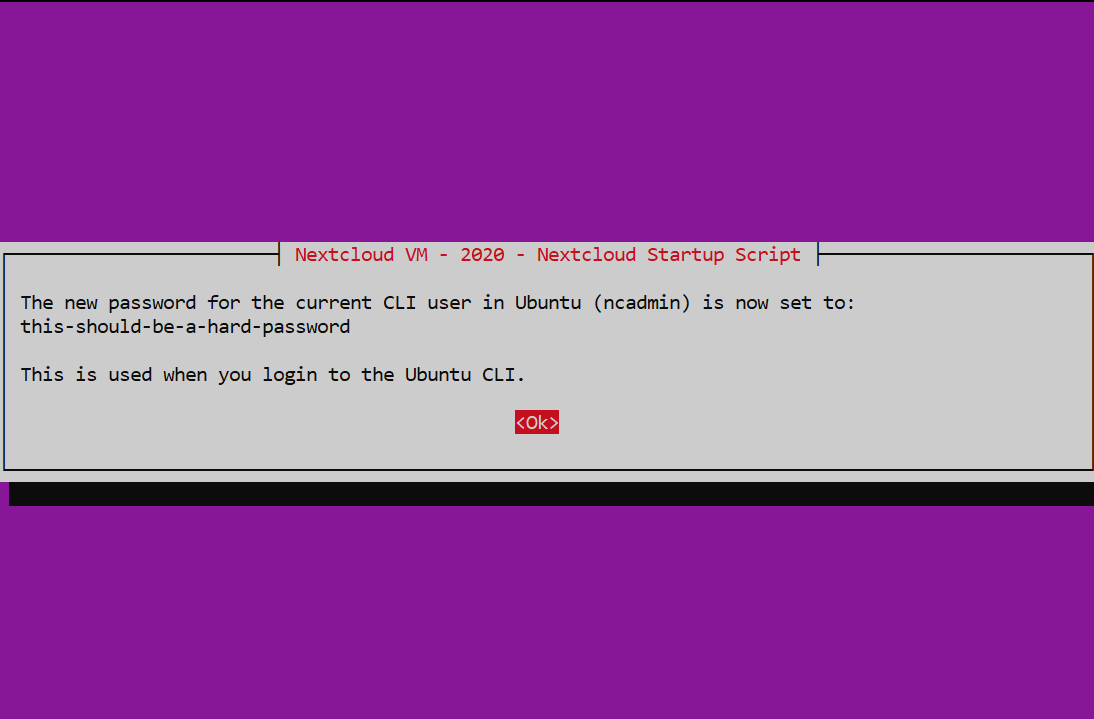 Nextcloud VM - 2020 - Nextcloud Startup Script
The new password for the current CLI user in Ubuntu (ncadmin) is now set to:
this-should-be-a-hard-password
This is used when you login to the Ubuntu CLI.
<Ok>